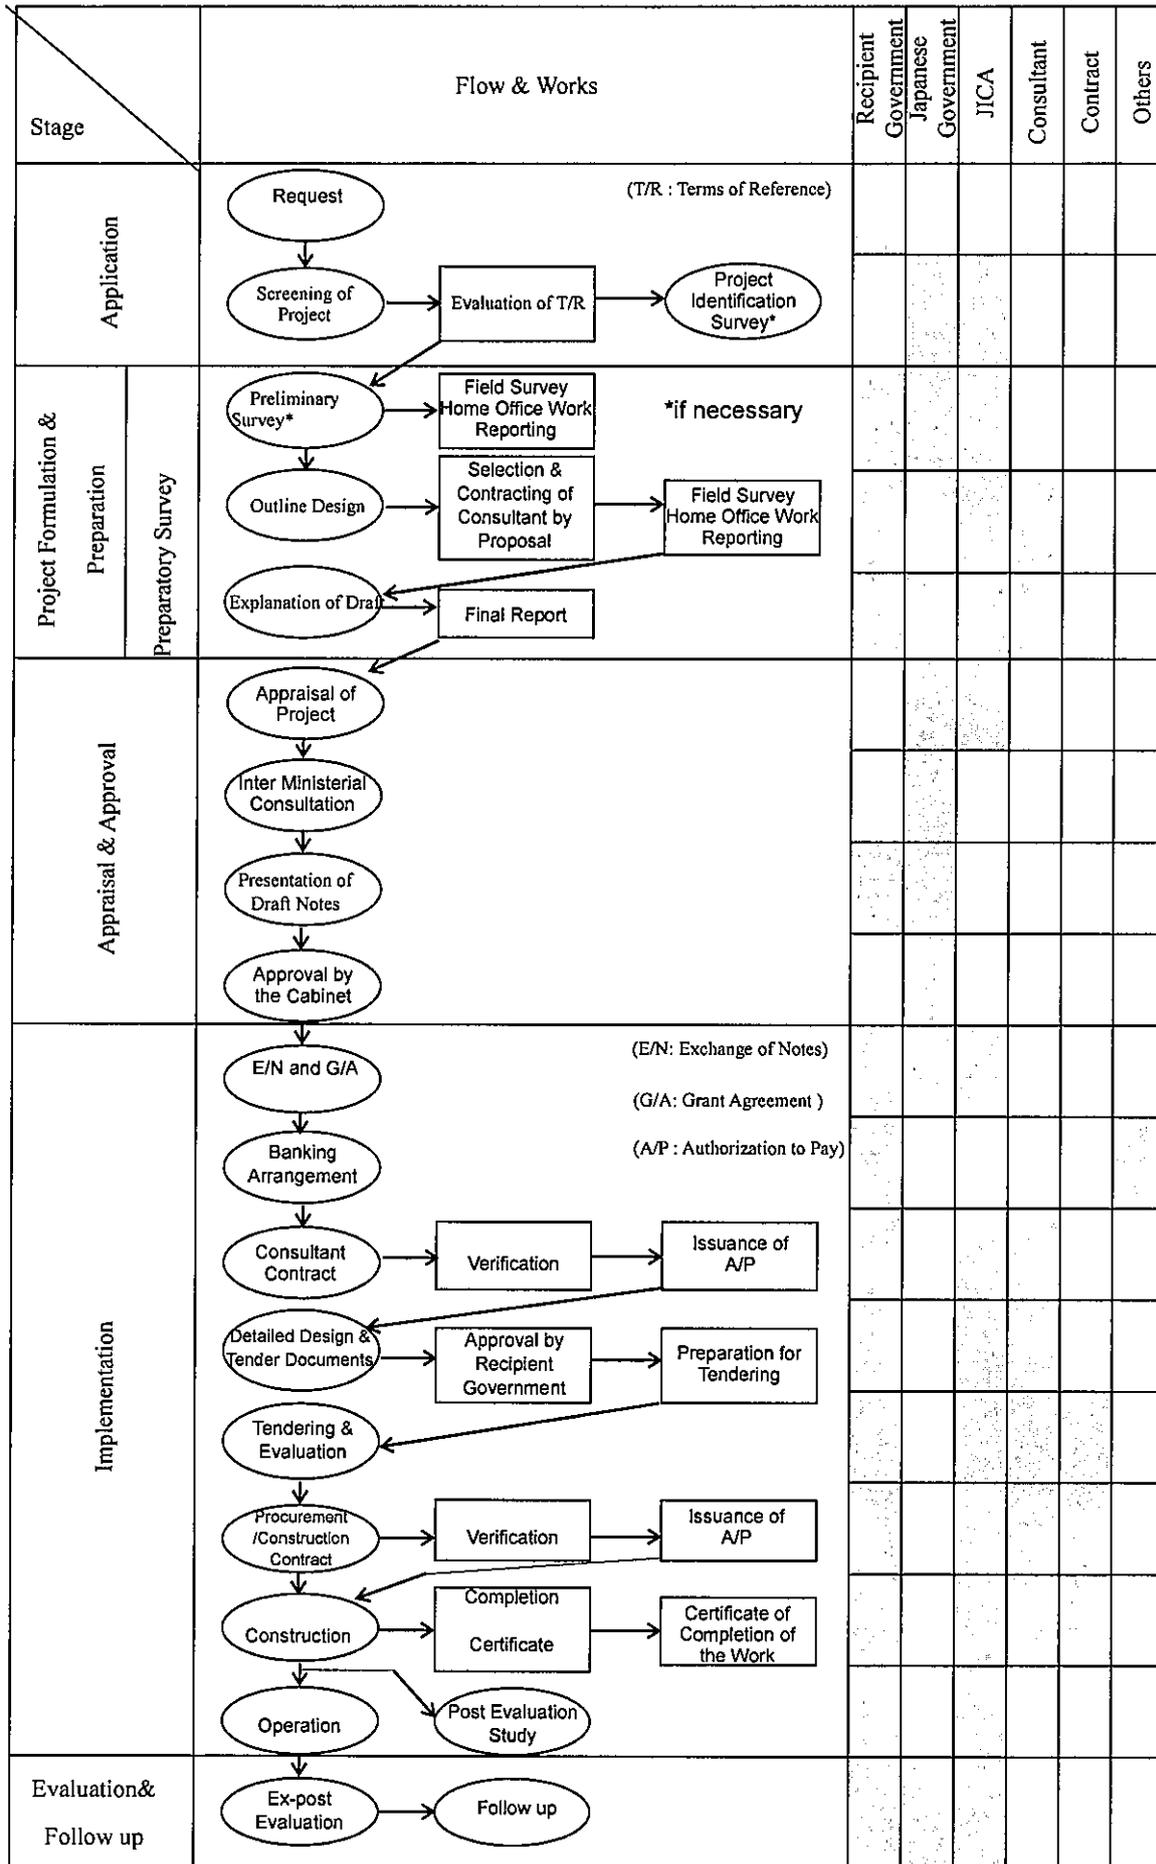 Stage
Flow & Works
Recipient
Government
Japanese
Government
JICA
Consultant
Contract
Others
Application
Request
(T/R : Terms of Reference)
Screening of
Project
Evaluation of T/R
Project
Identification
Survey*
Project Formulation &
Preparation
Preparatory Survey
Preliminary
Survey*
Field Survey
Home Office Work
Reporting
*if necessary
Outline Design
Selection &
Contracting of
Consultant by
Proposal
Field Survey
Home Office Work
Reporting
Explanation of Draft
Final Report
Appraisal & Approval
Appraisal of
Project
Inter Ministerial
Consultation
Presentation of
Draft Notes
Approval by
the Cabinet
Implementation
E/N and G/A
(E/N: Exchange of Notes)
(G/A: Grant Agreement )
(A/P : Authorization to Pay)
Banking
Arrangement
Consultant
Contract
Verification
Issuance of
A/P
Detailed Design &
Tender Documents
Approval by
Recipient
Government
Preparation for
Tendering
Tendering &
Evaluation
Procurement
/Construction
Contract
Verification
Issuance of
A/P
Construction
Completion
Certificate
Certificate of
Completion of
the Work
Operation
Post Evaluation
Study
Evaluation&
Follow up
Ex-post
Evaluation
Follow up